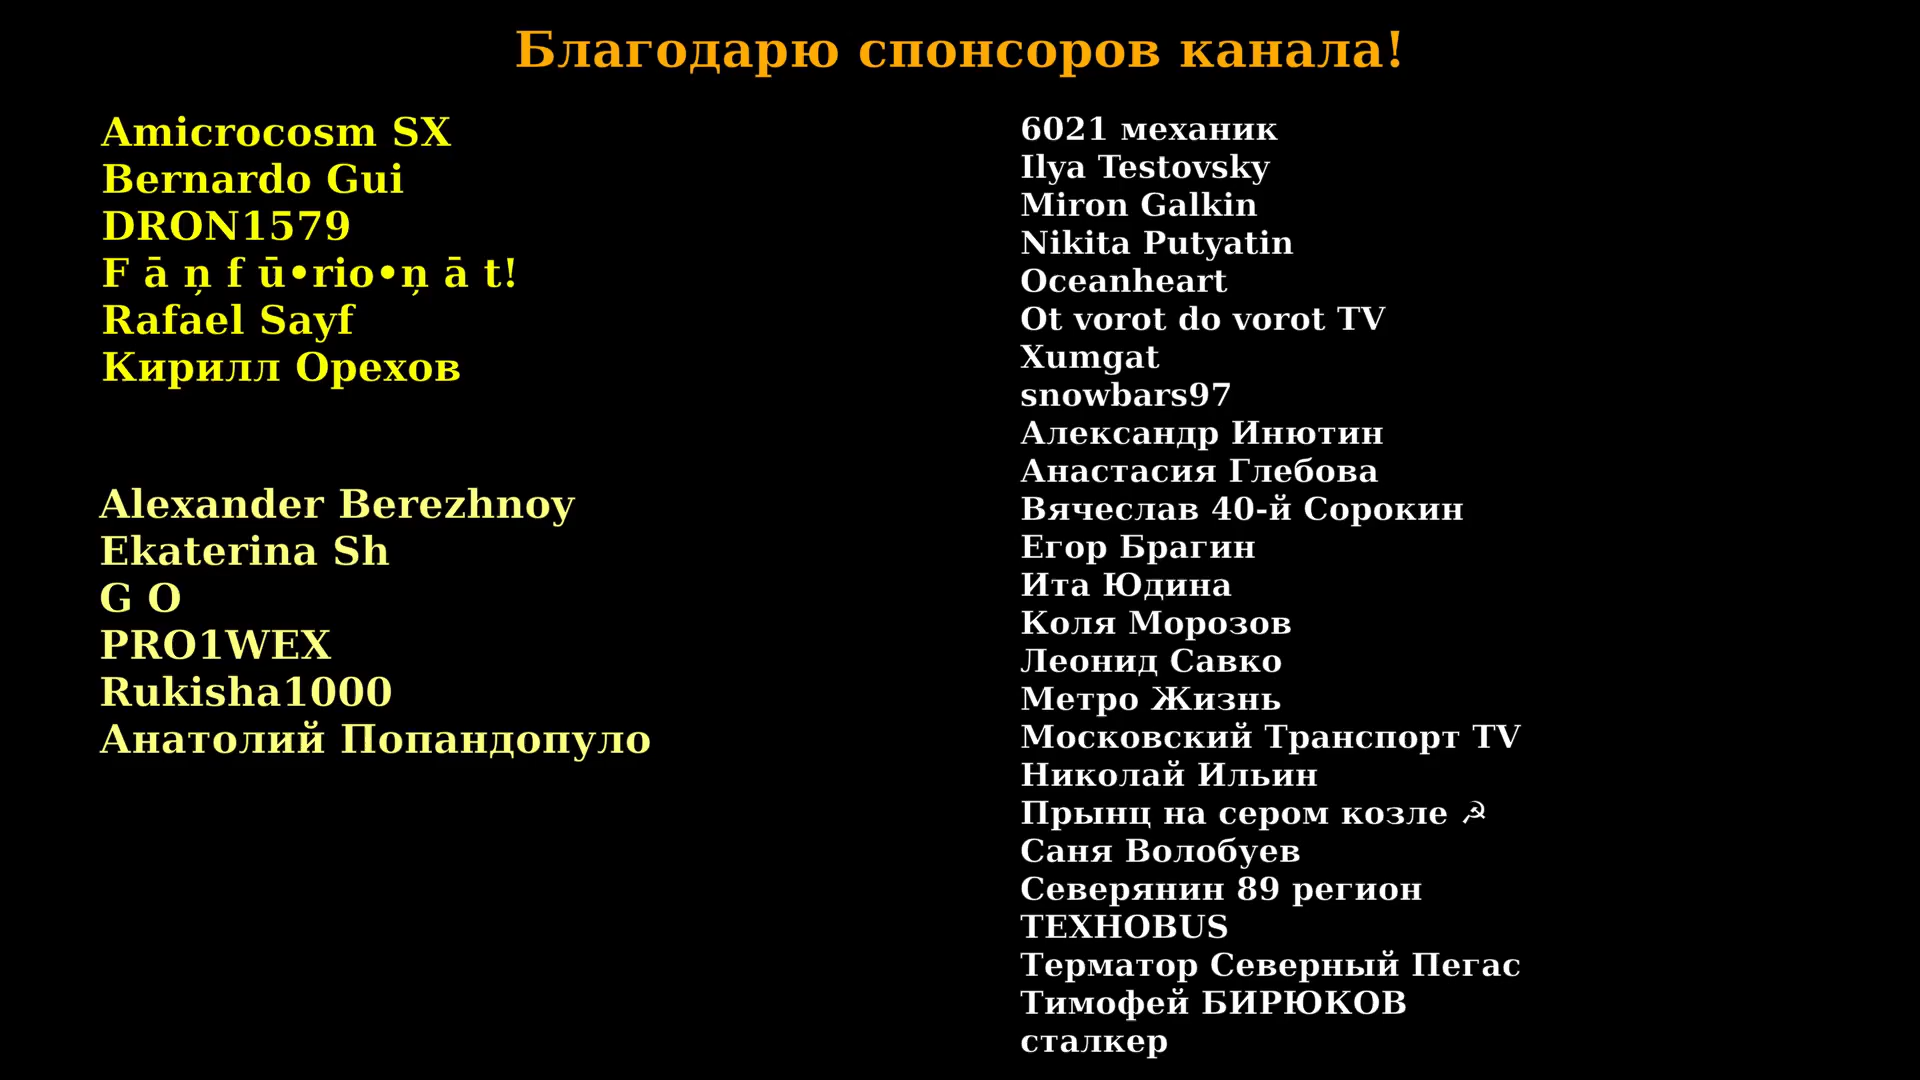 Благодарю спонсоров канала!
Amicrocosm SX
Bernardo Gui
DRON1579
F ā ņ f ū•rio•ņ ā t!
Rafael Sayf
Кирилл Орехов
Alexander Berezhnoy
Ekaterina Sh
G O
PRO1WEX
Rukisha1000
Анатолий Попандопуло
6021 механик
Ilya Testovsky
Miron Galkin
Nikita Putyatin
Oceanheart
Ot vorot do vorot TV
Xumgat
snowbars97
Александр Инютин
Анастасия Глебова
Вячеслав 40-й Сорокин
Егор Брагин
Ита Юдина
Коля Морозов
Леонид Савко
Метро Жизнь
Московский Транспорт TV
Николай Ильин
Прынц на сером козле ☭
Саня Волобуев
Северянин 89 регион
ТЕХНОBUS
Терматор Северный Пегас
Тимофей БИРЮКОВ
сталкер